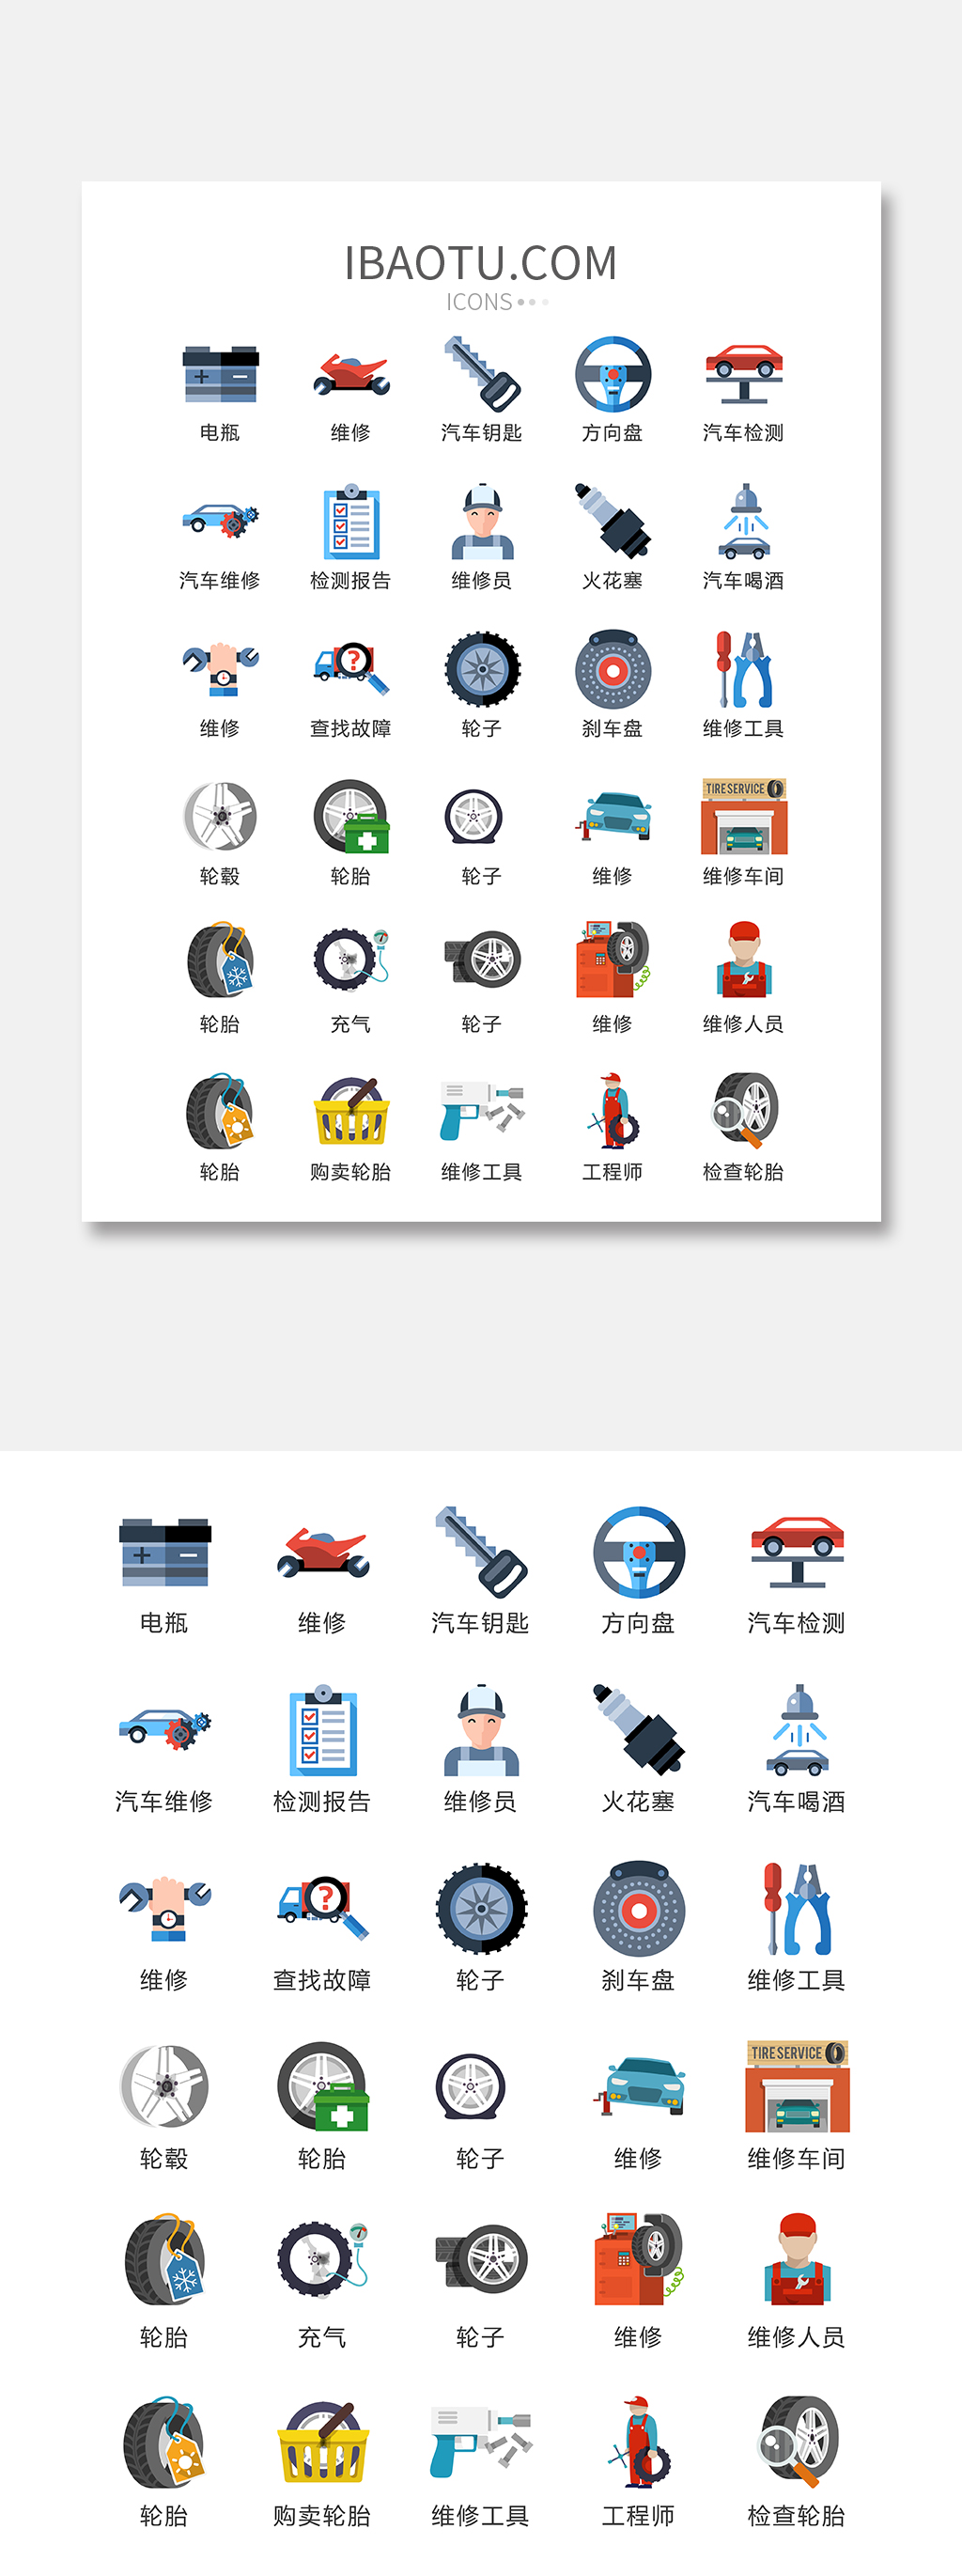 IBAOTU.COM
ICONS
电瓶 维修 汽车钥匙 方向盘 汽车检测
汽车维修 检测报告 维修员 火花塞 汽车喝酒
?
维修 查找故障 轮子 刹车盘 维修工具
TIRE SERVICE
轮毂 轮胎 轮子 维修 维修车间
轮胎 充气 轮子 维修 维修人员
轮胎 购卖轮胎 维修工具 工程师 检查轮胎
电瓶 维修 汽车钥匙 方向盘 汽车检测
汽车维修 检测报告 维修员 火花塞 汽车喝酒
?
维修 查找故障 轮子 刹车盘 维修工具
TIRE SERVICE
轮毂 轮胎 轮子 维修 维修车间
轮胎 充气 轮子 维修 维修人员
轮胎 购卖轮胎 维修工具 工程师 检查轮胎